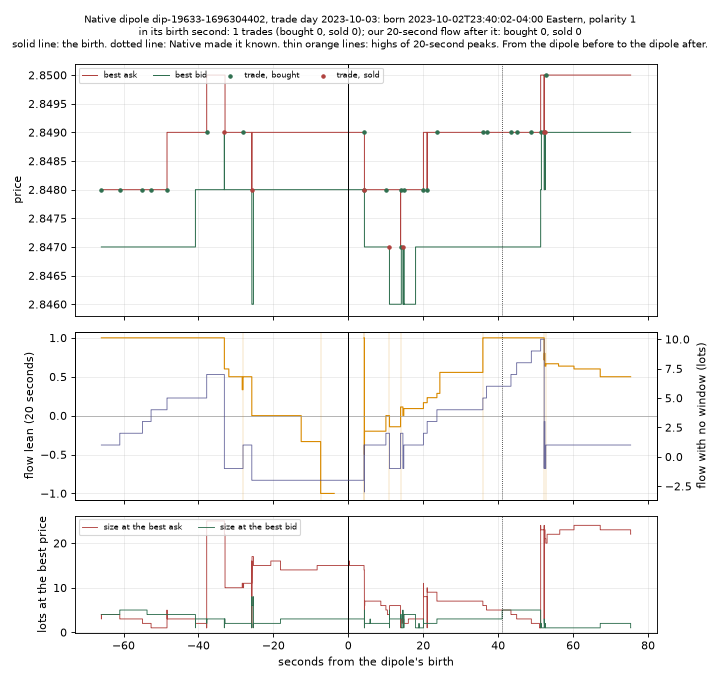 Native dipole dip-19633-1696304402, trade day 2023-10-03: born 2023-10-02T23:40:02-04:00 Eastern, polarity 1
in its birth second: 1 trades (bought 0, sold 0); our 20-second flow after it: bought 0, sold 0
solid line: the birth. dotted line: Native made it known. thin orange lines: highs of 20-second peaks. From the dipole before to the dipole after.
best ask best bid trade, bought trade, sold
2.8500
2.8495
2.8490
2.8485
2.8480
2.8475
2.8470
2.8465
2.8460
price
1.0
0.5
0.0
−0.5
−1.0
flow lean (20 seconds)
10.0
7.5
5.0
2.5
0.0
−2.5
flow with no window (lots)
size at the best ask size at the best bid
20
10
0
lots at the best price
−60 −40 −20 0 20 40 60 80
seconds from the dipole's birth